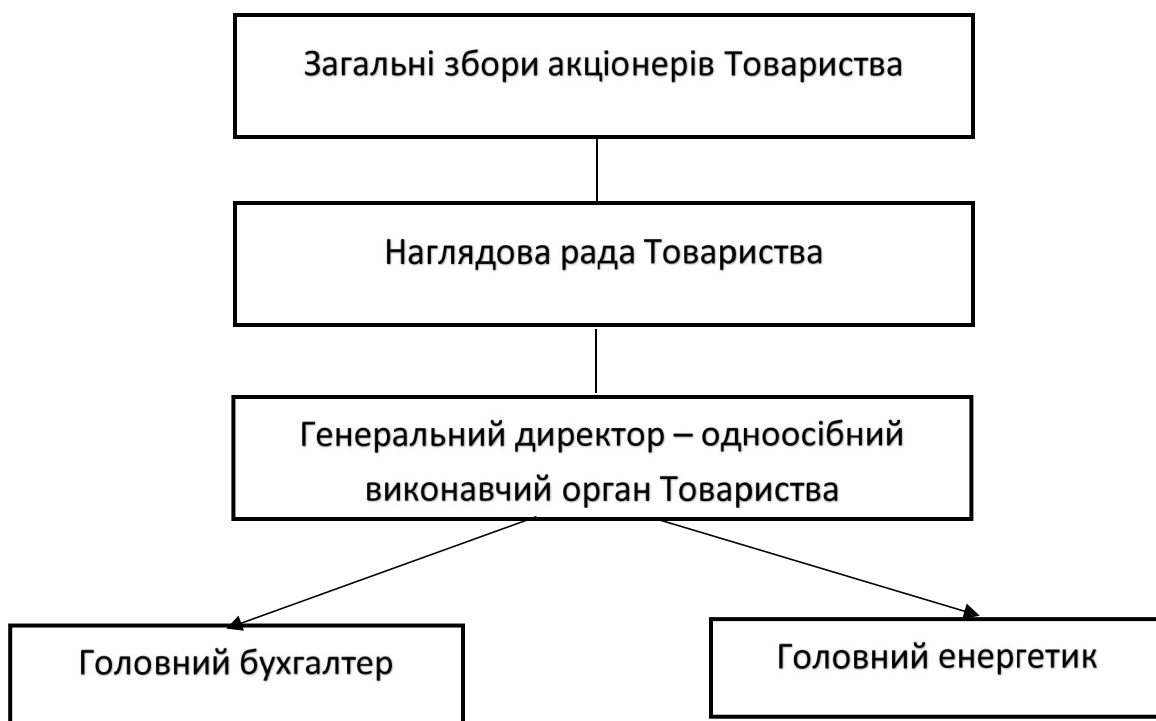 Загальні збори акціонерів Товариства
Наглядова рада Товариства
Генеральний директор – одноосібний
виконавчий орган Товариства
Головний бухгалтер
Головний енергетик